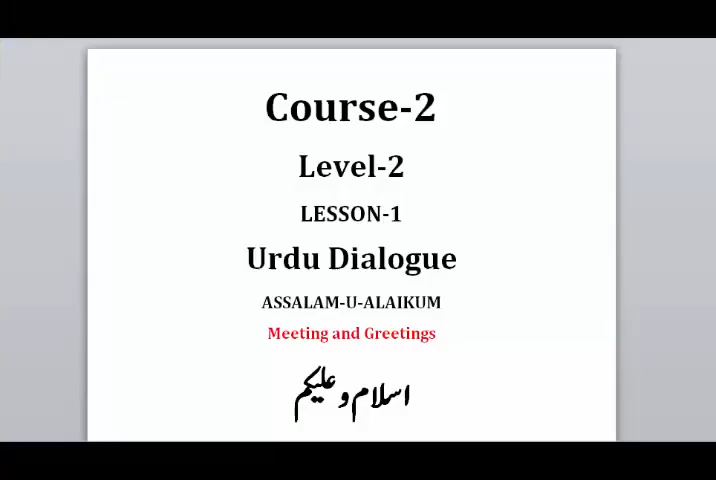 Course-2
Level-2
LESSON-1
Urdu Dialogue
ASSALAM-U-ALAIKUM
Meeting and Greetings
اسلام و علیکم